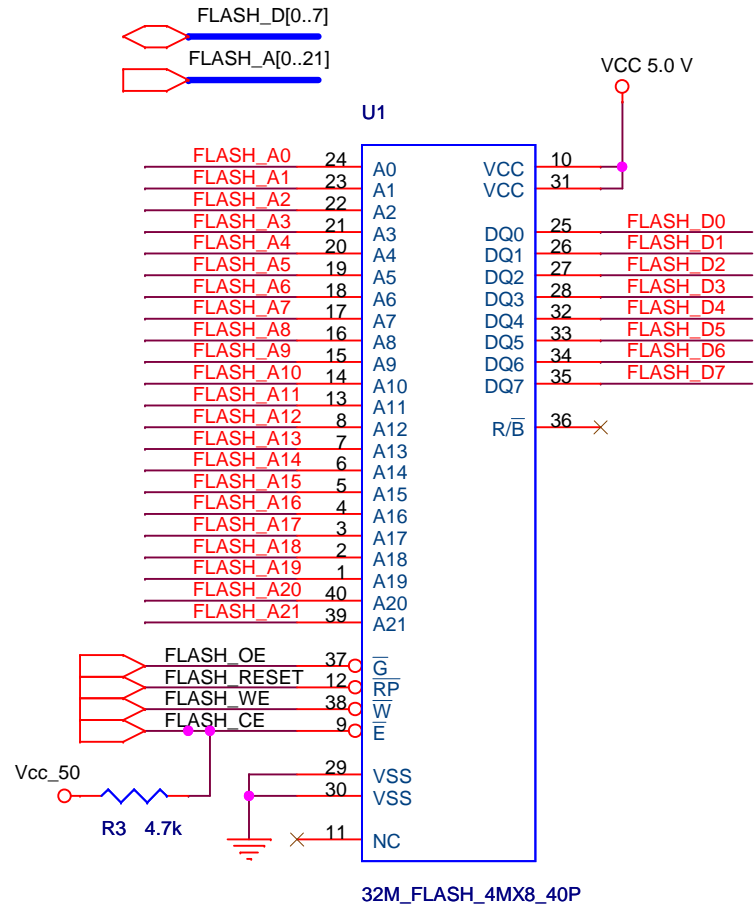 FLASH_D[0..7]
FLASH_A[0..21]
VCC 5.0 V
U1
FLASH_A0 24 A0 VCC 10
FLASH_A1 23 A1 VCC 31
FLASH_A2 22 A2
FLASH_A3 21 A3 DQ0 25 FLASH_D0
FLASH_A4 20 A4 DQ1 26 FLASH_D1
FLASH_A5 19 A5 DQ2 27 FLASH_D2
FLASH_A6 18 A6 DQ3 28 FLASH_D3
FLASH_A7 17 A7 DQ4 32 FLASH_D4
FLASH_A8 16 A8 DQ5 33 FLASH_D5
FLASH_A9 15 A9 DQ6 34 FLASH_D6
FLASH_A10 14 A10 DQ7 35 FLASH_D7
FLASH_A11 13 A11
FLASH_A12 8 A12 R/B̅ 36
FLASH_A13 7 A13
FLASH_A14 6 A14
FLASH_A15 5 A15
FLASH_A16 4 A16
FLASH_A17 3 A17
FLASH_A18 2 A18
FLASH_A19 1 A19
FLASH_A20 40 A20
FLASH_A21 39 A21
FLASH_OE 37 G̅
FLASH_RESET 12 R̅P̅
FLASH_WE 38 W̅
FLASH_CE 9 E̅
Vcc_50 29 VSS
30 VSS
R3 4.7k 11 NC
32M_FLASH_4MX8_40P